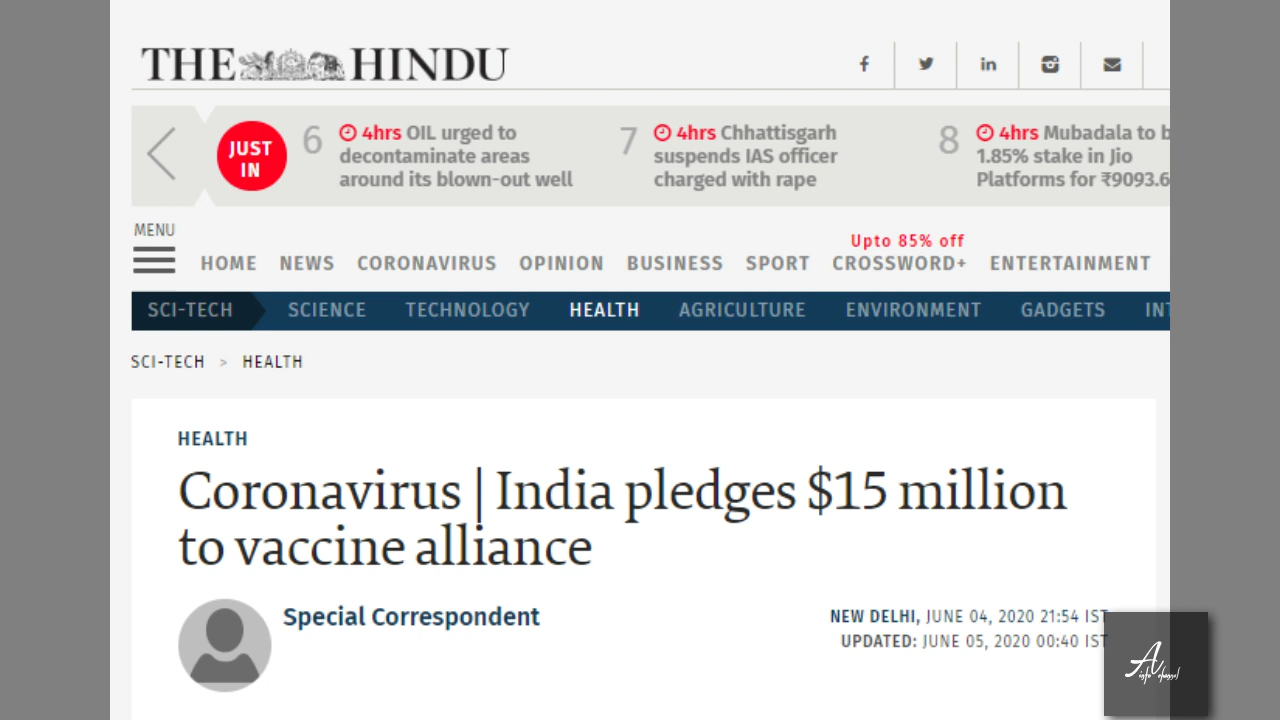 THE HINDU
JUST
IN
6
4hrs OIL urged to
decontaminate areas
around its blown-out well
7
4hrs Chhattisgarh
suspends IAS officer
charged with rape
8
4hrs Mubadala to b
1.85% stake in Jio
Platforms for ₹9093.6
MENU
Upto 85% off
HOME NEWS CORONAVIRUS OPINION BUSINESS SPORT CROSSWORD+ ENTERTAINMENT
SCI-TECH SCIENCE TECHNOLOGY HEALTH AGRICULTURE ENVIRONMENT GADGETS INT
SCI-TECH > HEALTH
HEALTH
Coronavirus | India pledges $15 million
to vaccine alliance
Special Correspondent
NEW DELHI, JUNE 04, 2020 21:54 IST
UPDATED: JUNE 05, 2020 00:40 IST